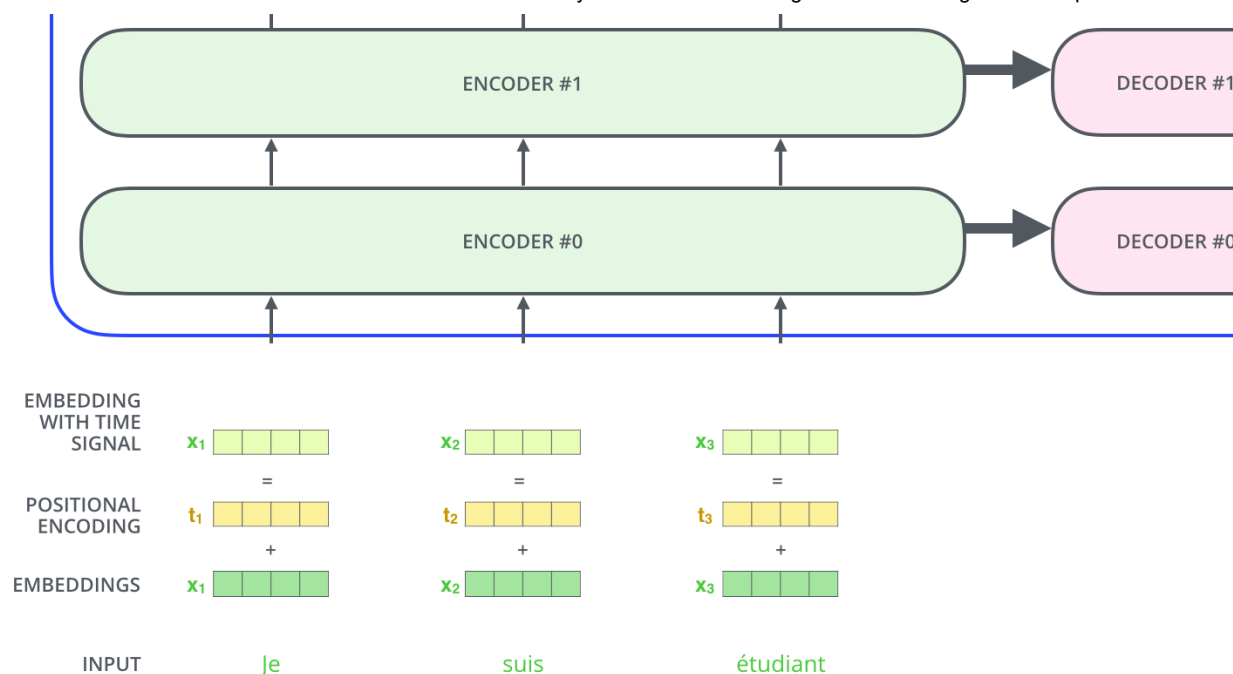 ENCODER #1
DECODER #1
ENCODER #0
DECODER #0
EMBEDDING
WITH TIME
SIGNAL
x₁
x₂
x₃
=
=
=
POSITIONAL
ENCODING
t₁
t₂
t₃
+
+
+
EMBEDDINGS
x₁
x₂
x₃
INPUT
Je
suis
étudiant